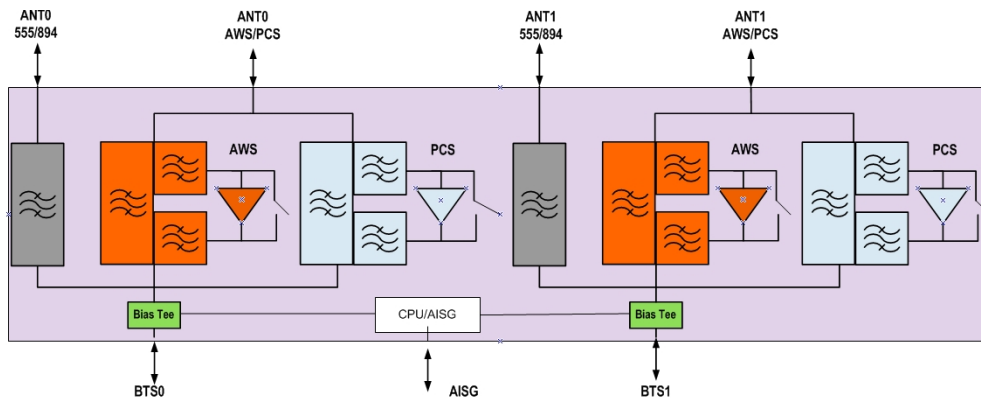 ANT0
555/894
ANT0
AWS/PCS
ANT1
555/894
ANT1
AWS/PCS
AWS
PCS
AWS
PCS
Bias Tee
CPU/AISG
Bias Tee
BTS0
AISG
BTS1